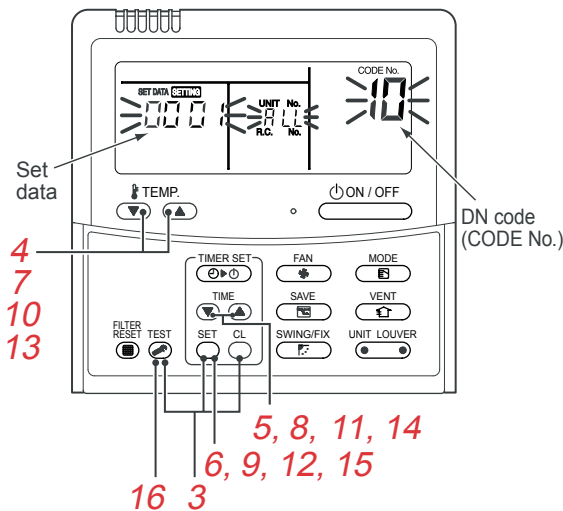 CODE No.
SET DATA SETTING
UNIT No.
0001
ALL
10
R.C. No.
Set
data
TEMP.
ON / OFF
DN code
(CODE No.)
4
7
10
13
TIMER SET
FAN
MODE
TIME
SAVE
VENT
FILTER
RESET
TEST
SET
CL
SWING/FIX
UNIT LOUVER
5, 8, 11, 14
6, 9, 12, 15
16
3